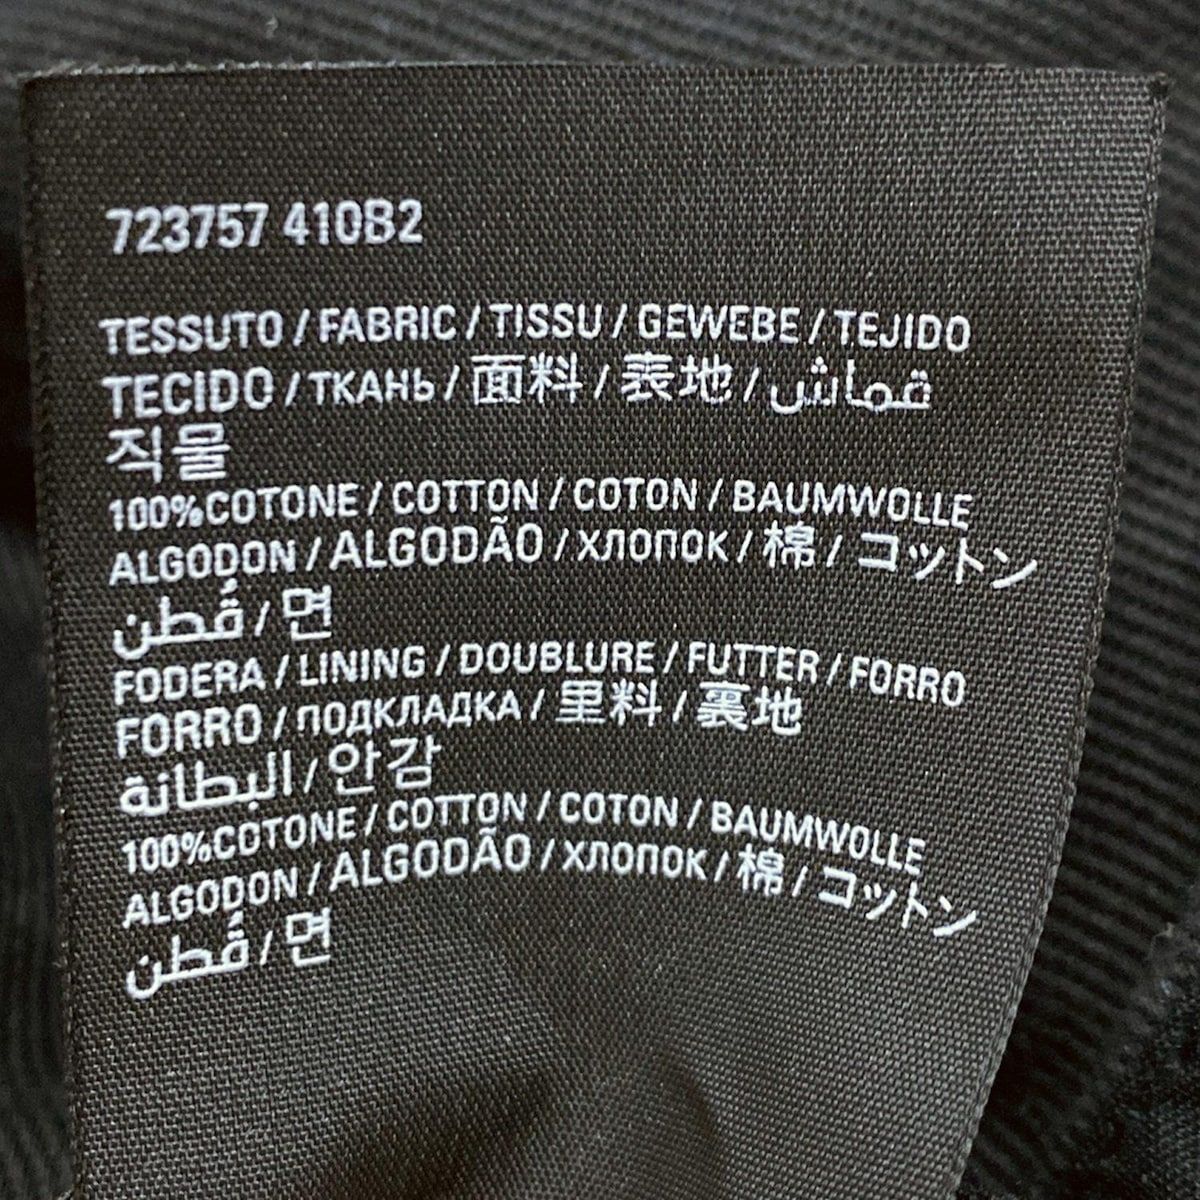 723757 410B2
TESSUTO / FABRIC / TISSU / GEWEBE / TEJIDO
TECIDO / ТКАНЬ / 面料 / 表地 / قماش
직물
100%COTONE / COTTON / COTON / BAUMWOLLE
ALGODON / ALGODÃO / ХЛОПОК / 棉 / コットン
قُطن / 면
FODERA / LINING / DOUBLURE / FUTTER / FORRO
FORRO / ПОДКЛАДКА / 里料 / 裏地
البطانة / 안감
100%COTONE / COTTON / COTON / BAUMWOLLE
ALGODON / ALGODÃO / ХЛОПОК / 棉 / コットン
قُطن / 면